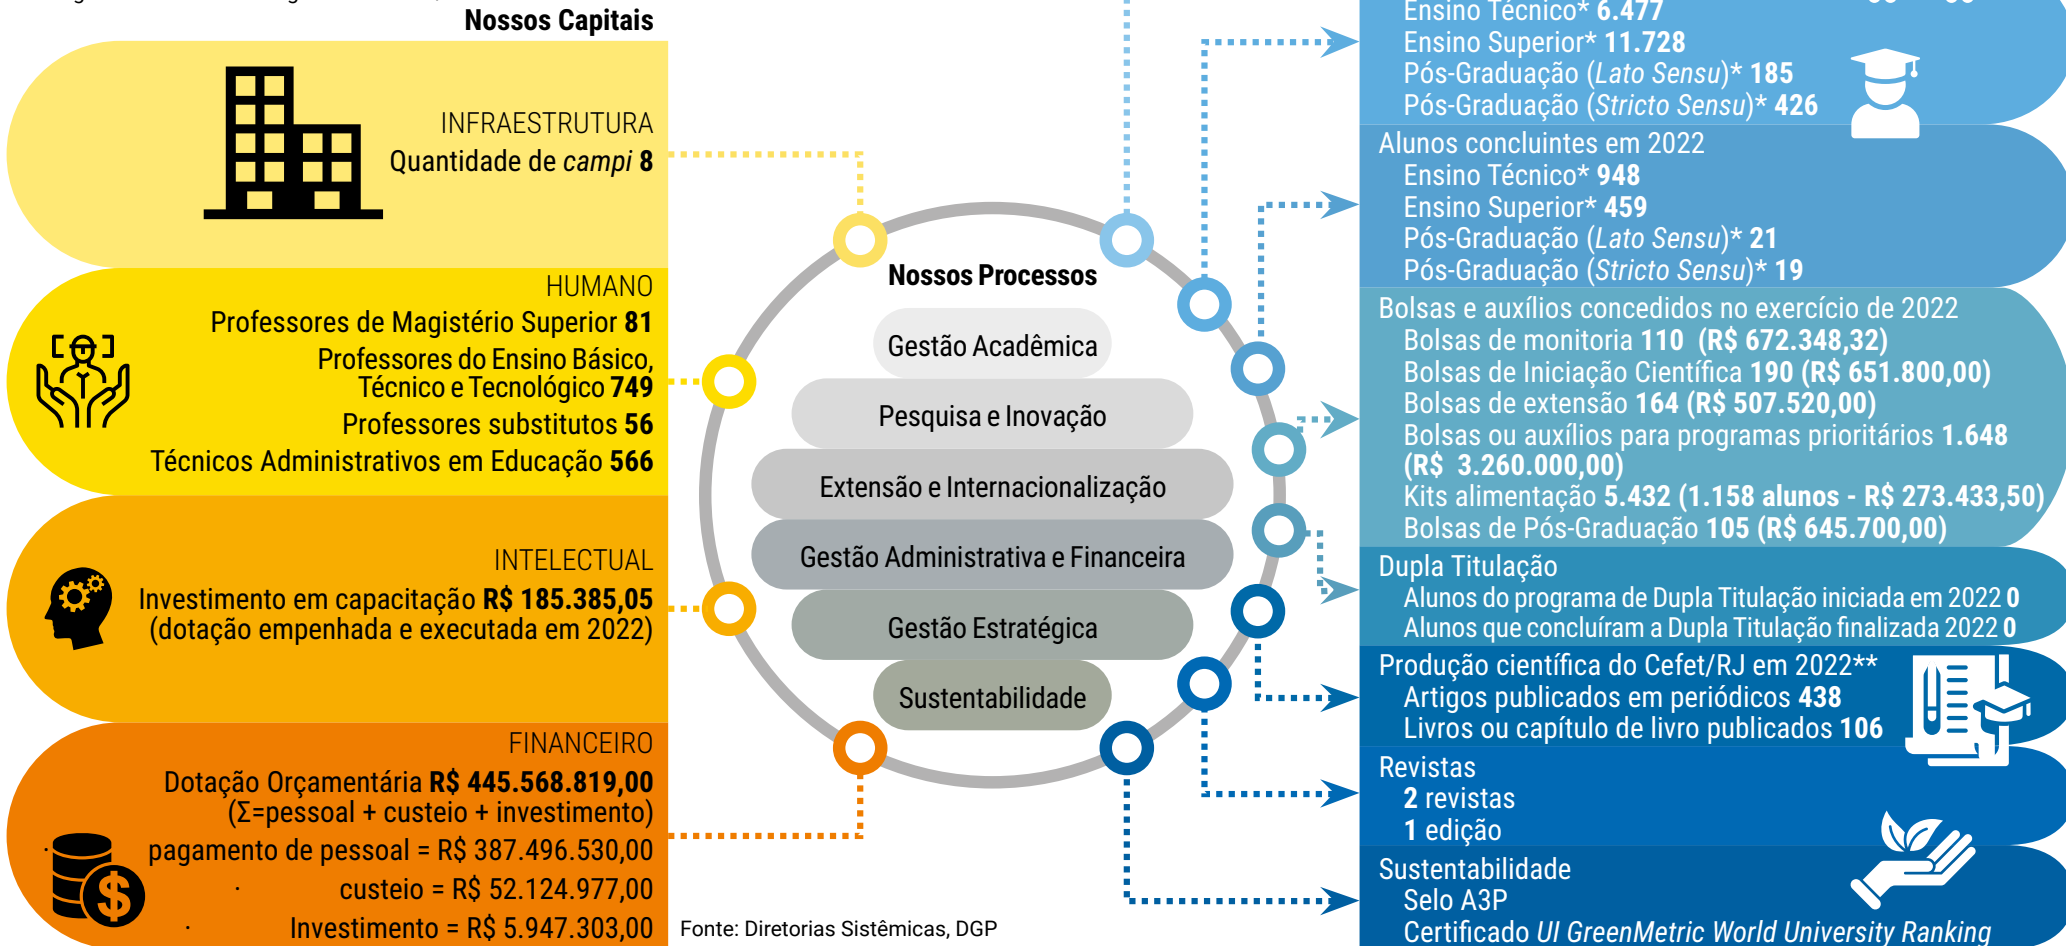 Nossos Capitais
INFRAESTRUTURA
Quantidade de campi 8
HUMANO
Professores de Magistério Superior 81
Professores do Ensino Básico,
Técnico e Tecnológico 749
Professores substitutos 56
Técnicos Administrativos em Educação 566
INTELECTUAL
Investimento em capacitação R$ 185.385,05
(dotação empenhada e executada em 2022)
FINANCEIRO
Dotação Orçamentária R$ 445.568.819,00
(Σ=pessoal + custeio + investimento)
· pagamento de pessoal = R$ 387.496.530,00
· custeio = R$ 52.124.977,00
· Investimento = R$ 5.947.303,00
Nossos Processos
Gestão Acadêmica
Pesquisa e Inovação
Extensão e Internacionalização
Gestão Administrativa e Financeira
Gestão Estratégica
Sustentabilidade
Fonte: Diretorias Sistêmicas, DGP
Ensino Técnico* 6.477
Ensino Superior* 11.728
Pós-Graduação (Lato Sensu)* 185
Pós-Graduação (Stricto Sensu)* 426
Alunos concluintes em 2022
Ensino Técnico* 948
Ensino Superior* 459
Pós-Graduação (Lato Sensu)* 21
Pós-Graduação (Stricto Sensu)* 19
Bolsas e auxílios concedidos no exercício de 2022
Bolsas de monitoria 110 (R$ 672.348,32)
Bolsas de Iniciação Científica 190 (R$ 651.800,00)
Bolsas de extensão 164 (R$ 507.520,00)
Bolsas ou auxílios para programas prioritários 1.648
(R$ 3.260.000,00)
Kits alimentação 5.432 (1.158 alunos - R$ 273.433,50)
Bolsas de Pós-Graduação 105 (R$ 645.700,00)
Dupla Titulação
Alunos do programa de Dupla Titulação iniciada em 2022 0
Alunos que concluíram a Dupla Titulação finalizada 2022 0
Produção científica do Cefet/RJ em 2022**
Artigos publicados em periódicos 438
Livros ou capítulo de livro publicados 106
Revistas
2 revistas
1 edição
Sustentabilidade
Selo A3P
Certificado UI GreenMetric World University Ranking